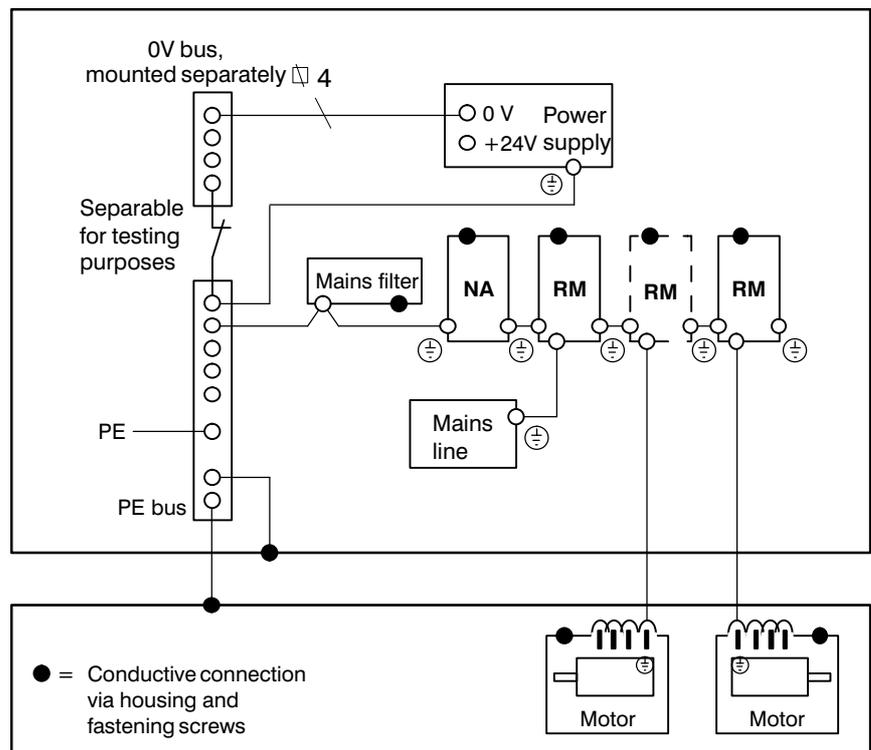 0V bus,
mounted separately 4
0 V Power
+24V supply
Separable
for testing
purposes
Mains filter
NA
RM
RM
RM
Mains
line
PE
PE bus
= Conductive connection
via housing and
fastening screws
Motor
Motor